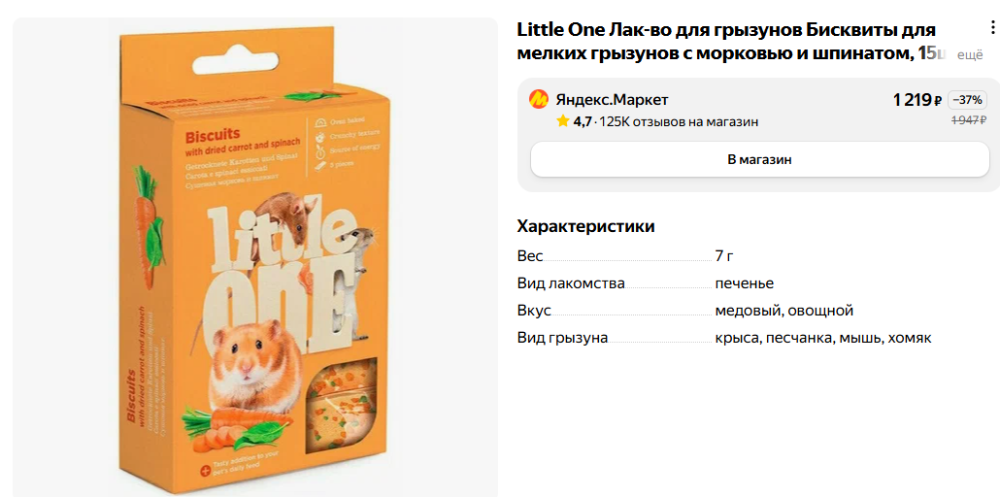 Little One Лак-во для грызунов Бисквиты для
мелких грызунов с морковью и шпинатом, 15ш ещё
Яндекс.Маркет
1 219 ₽ −37%
4,7 · 125K отзывов на магазин
1 947 ₽
В магазин
Характеристики
Вес 7 г
Вид лакомства печенье
Вкус медовый, овощной
Вид грызуна крыса, песчанка, мышь, хомяк
Biscuits
with dried carrot and spinach
Getrocknete Karotten und Spinat
Carota e spinaci essiccati
Сушеная морковь и шпинат
Oven baked
Crunchy texture
Source of energy
little
ONE
Biscuits
with dried carrot and spinach
Tasty addition to your
pet's daily food!